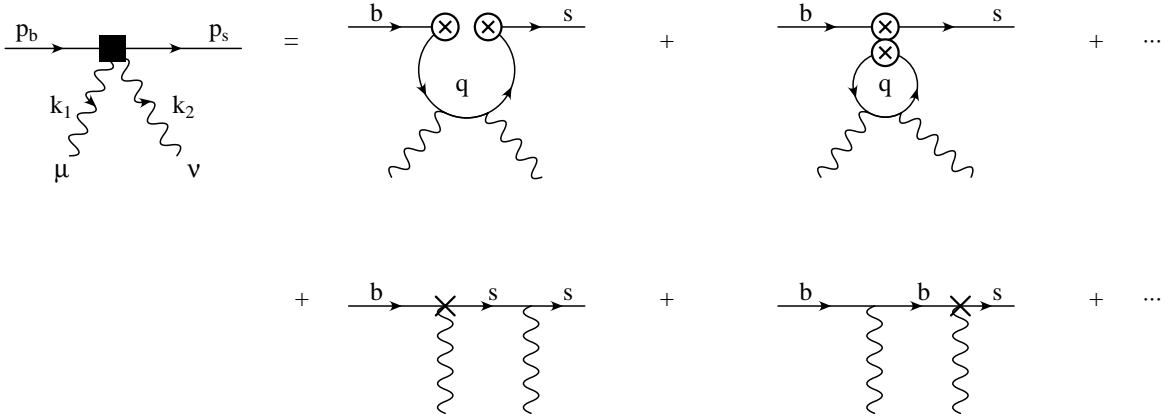 p_b p_s = b s + b s + ...
q q
k_1 k_2
μ ν
+ b s s + b b s + ...